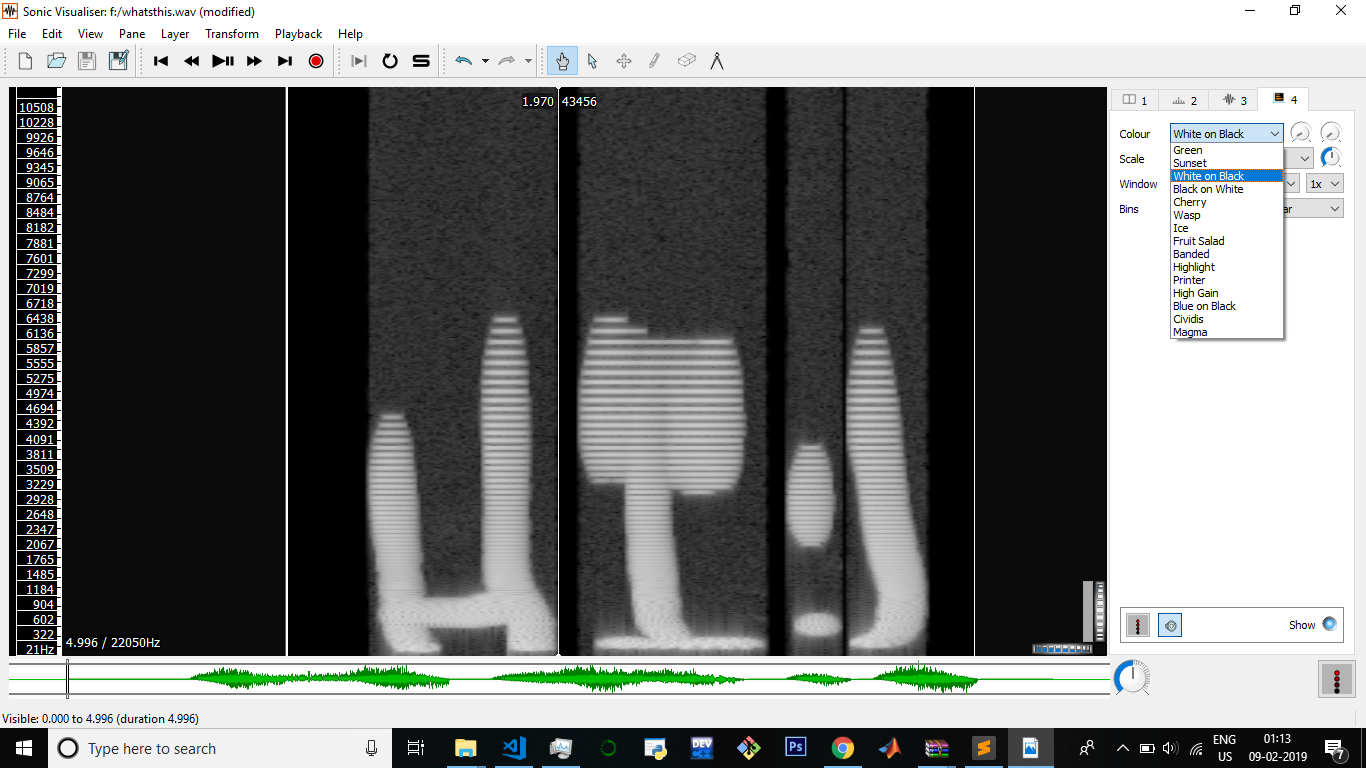 Sonic Visualiser: f:/whatsthis.wav (modified)
File Edit View Pane Layer Transform Playback Help
1.970 43456
10508
10228
9926
9646
9345
9065
8764
8484
8182
7881
7601
7299
7019
6718
6438
6136
5857
5555
5275
4974
4694
4392
4091
3811
3509
3229
2928
2648
2347
2067
1765
1485
1184
904
602
322
21Hz
4.996 / 22050Hz
1 2 3 4
Colour White on Black
Scale
Window 1x
Bins ar
Green
Sunset
White on Black
Black on White
Cherry
Wasp
Ice
Fruit Salad
Banded
Highlight
Printer
High Gain
Blue on Black
Cividis
Magma
Show
Visible: 0.000 to 4.996 (duration 4.996)
Type here to search
DEV
Ps
ENG
US
01:13
09-02-2019
7